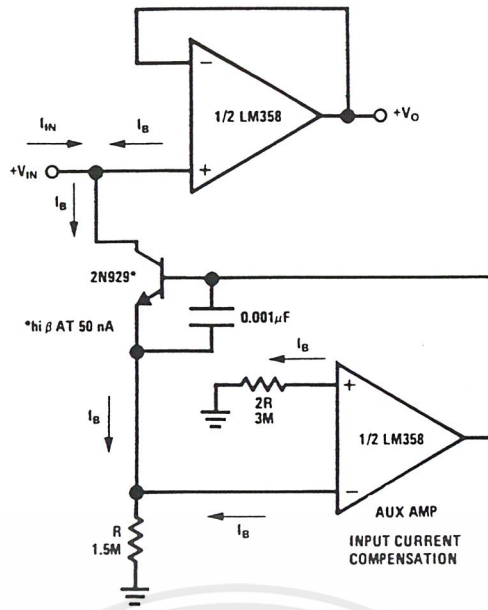 −
1/2 LM358
+VO
IIN
IB
+VIN
+
IB
2N929*
*hi β AT 50 nA
0.001µF
IB
2R
3M
+
1/2 LM358
IB
−
AUX AMP
R
1.5M
IB
INPUT CURRENT
COMPENSATION